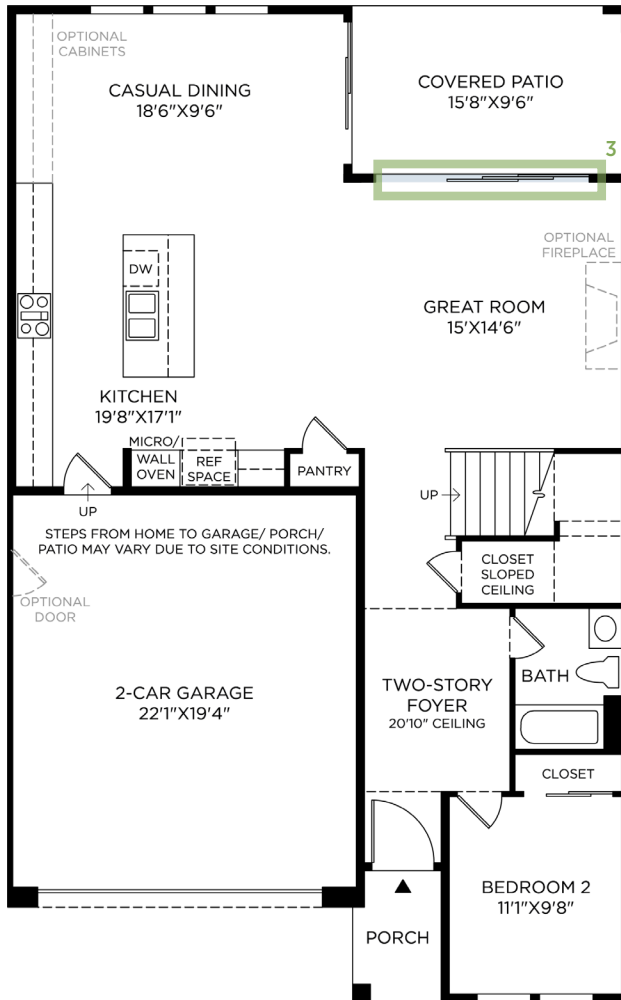 OPTIONAL
CABINETS
CASUAL DINING
18'6"X9'6"
COVERED PATIO
15'8"X9'6"
3
OPTIONAL
FIREPLACE
DW
GREAT ROOM
15'X14'6"
KITCHEN
19'8"X17'1"
MICRO/
WALL
OVEN
REF
SPACE
PANTRY
UP
UP
STEPS FROM HOME TO GARAGE/ PORCH/
PATIO MAY VARY DUE TO SITE CONDITIONS.
CLOSET
SLOPED
CEILING
OPTIONAL
DOOR
2-CAR GARAGE
22'1"X19'4"
TWO-STORY
FOYER
20'10" CEILING
BATH
CLOSET
BEDROOM 2
11'1"X9'8"
PORCH